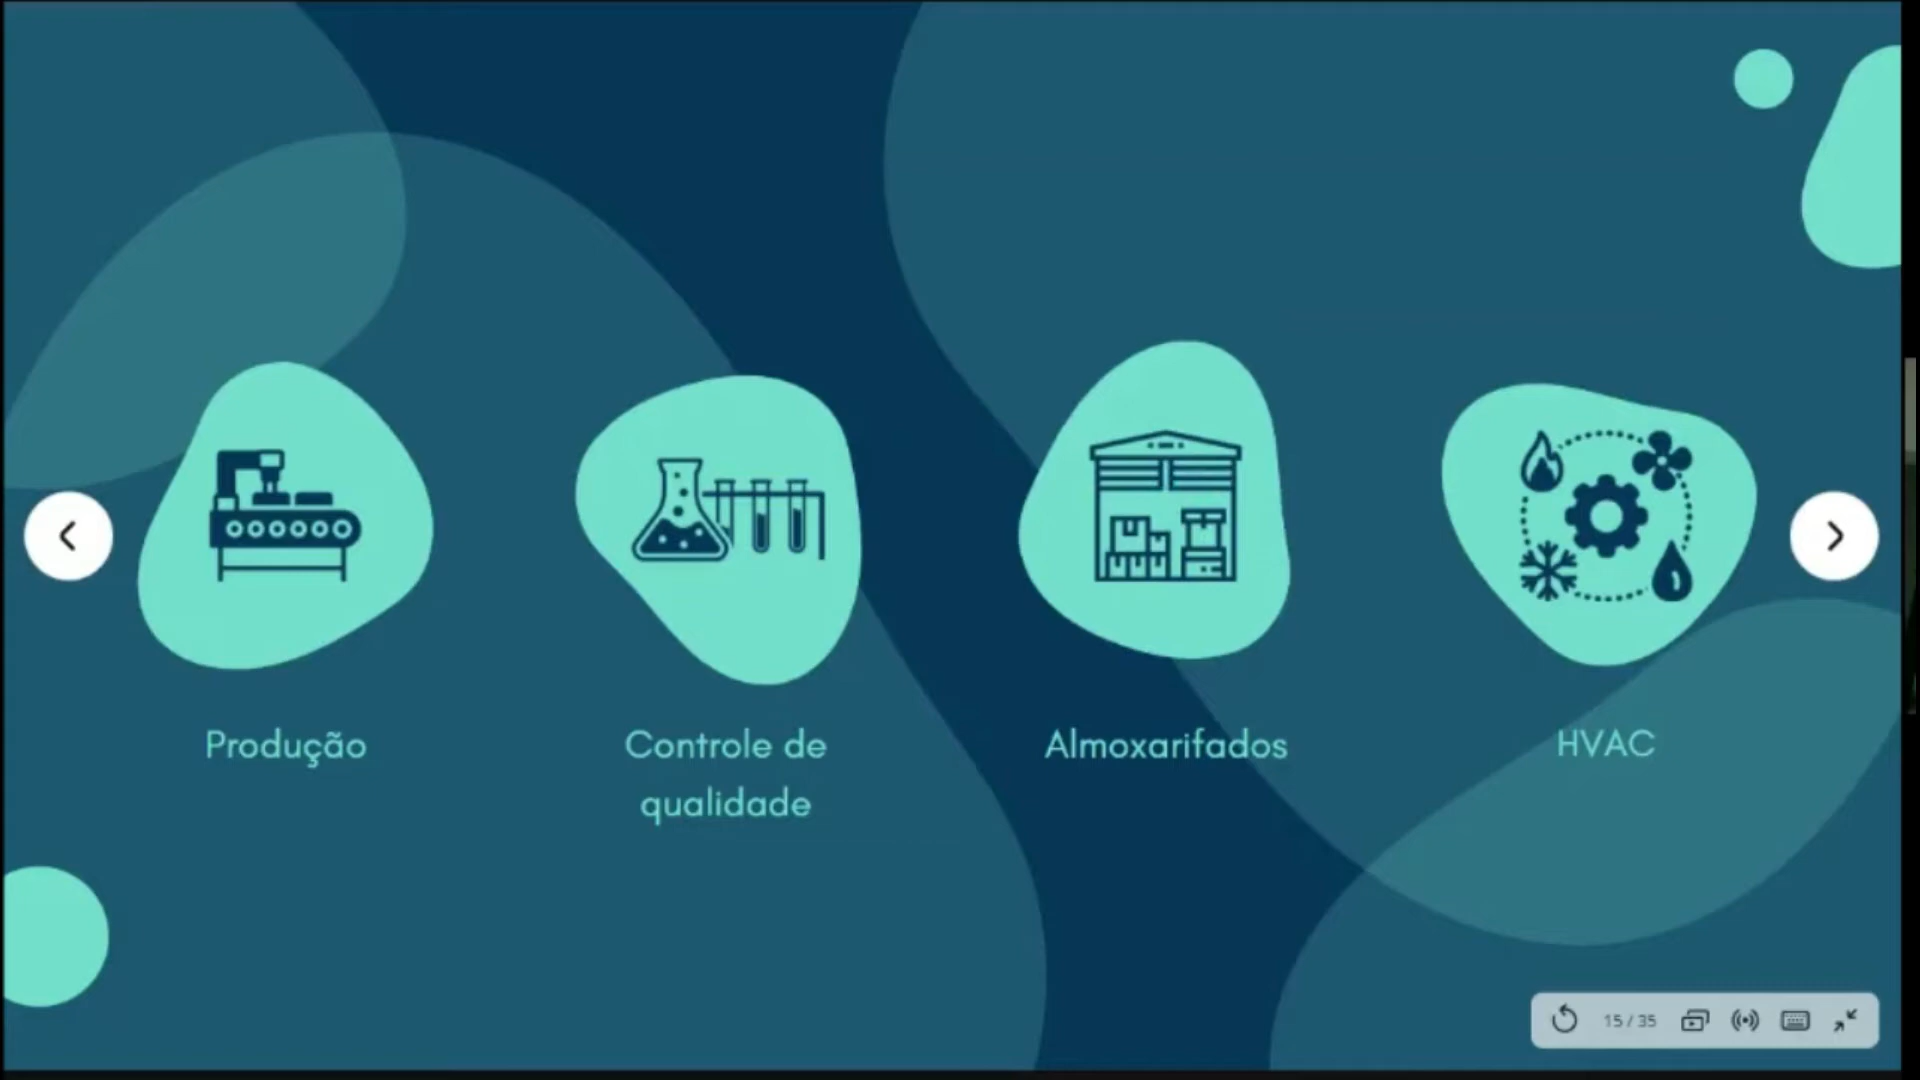 Produção
Controle de
qualidade
Almoxarifados
HVAC
15 / 35